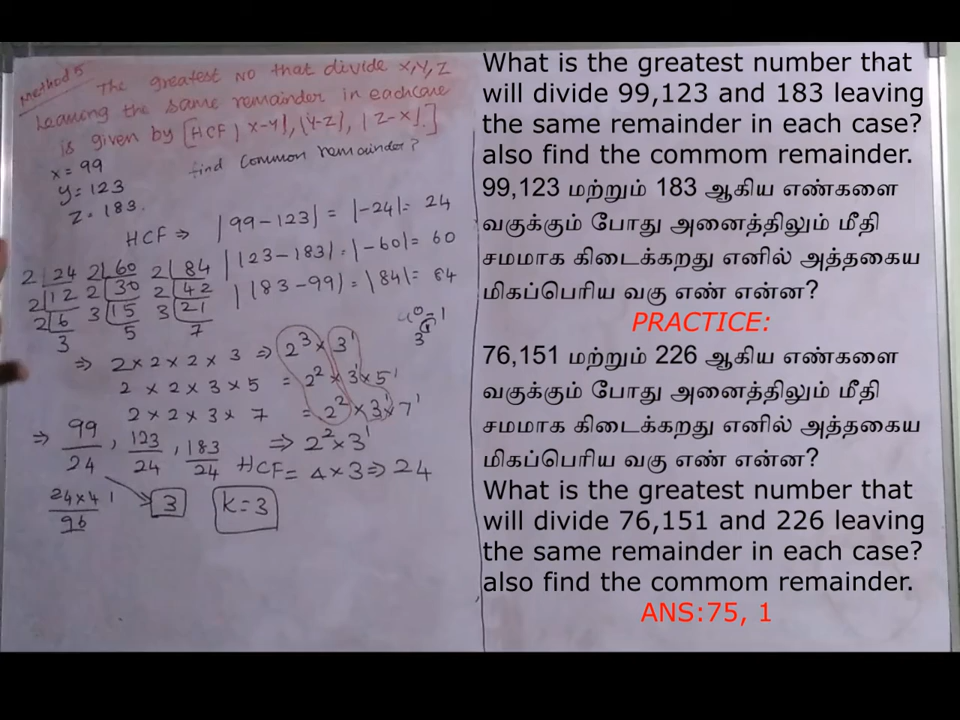 Method 5
The greatest No that divide x,y,z
Leaving the same remainder in each case
is given by [HCF |x-y|, |y-z|, |z-x|.]
x = 99
find common remainder?
y = 123
z = 183.
HCF ⇒ |99-123| = |-24| = 24
|123-183| = |-60| = 60
|183-99| = |84| = 84
2|24 2|60 2|84
2|12 2|30 2|42
2|6 3|15 3|21
3 5 7
⇒ 2×2×2×3 ⇒ 2³×3¹
2×2×3×5 = 2²×3¹×5¹
2×2×3×7 = 2²×3¹×7¹
⇒ 99/24, 123/24, 183/24 ⇒ 2²×3¹
HCF = 4×3 ⇒ 24
24×4
96
3
k=3
What is the greatest number that
will divide 99,123 and 183 leaving
the same remainder in each case?
also find the commom remainder.
99,123 மற்றும் 183 ஆகிய எண்களை
வகுக்கும் போது அனைத்திலும் மீதி
சமமாக கிடைக்கறது எனில் அத்தகைய
மிகப்பெரிய வகு எண் என்ன?
PRACTICE:
76,151 மற்றும் 226 ஆகிய எண்களை
வகுக்கும் போது அனைத்திலும் மீதி
சமமாக கிடைக்கறது எனில் அத்தகைய
மிகப்பெரிய வகு எண் என்ன?
What is the greatest number that
will divide 76,151 and 226 leaving
the same remainder in each case?
also find the commom remainder.
ANS:75, 1